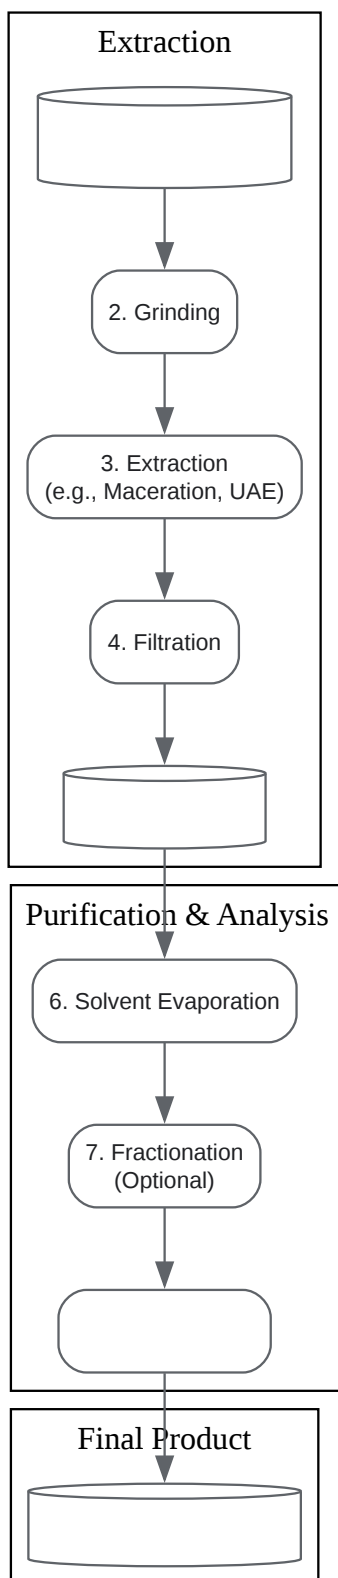 Extraction
2. Grinding
3. Extraction
(e.g., Maceration, UAE)
4. Filtration
Purification & Analysis
6. Solvent Evaporation
7. Fractionation
(Optional)
Final Product